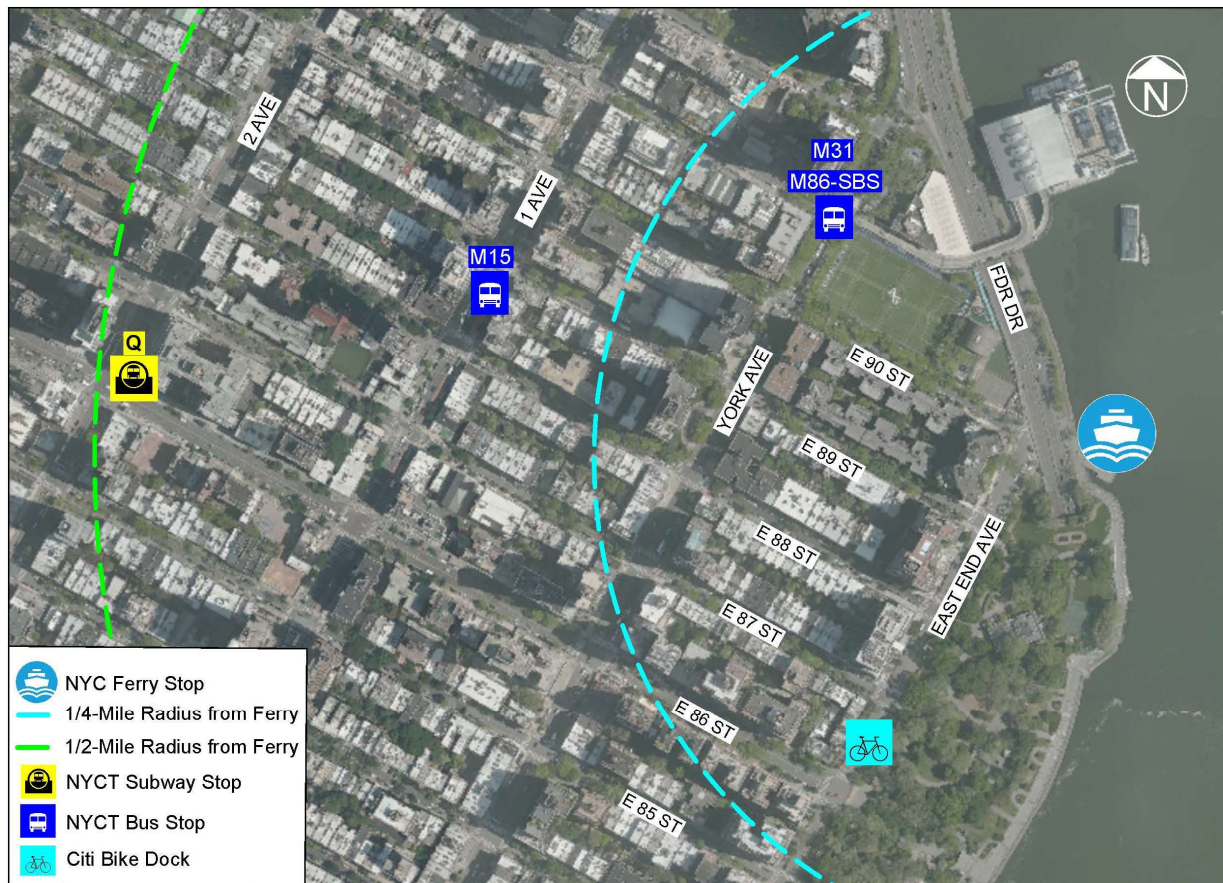 N
2 AVE
1 AVE
M31
M86-SBS
M15
Q
FDR DR
YORK AVE
E 90 ST
E 89 ST
E 88 ST
EAST END AVE
E 87 ST
E 86 ST
E 85 ST
NYC Ferry Stop
1/4-Mile Radius from Ferry
1/2-Mile Radius from Ferry
NYCT Subway Stop
NYCT Bus Stop
Citi Bike Dock